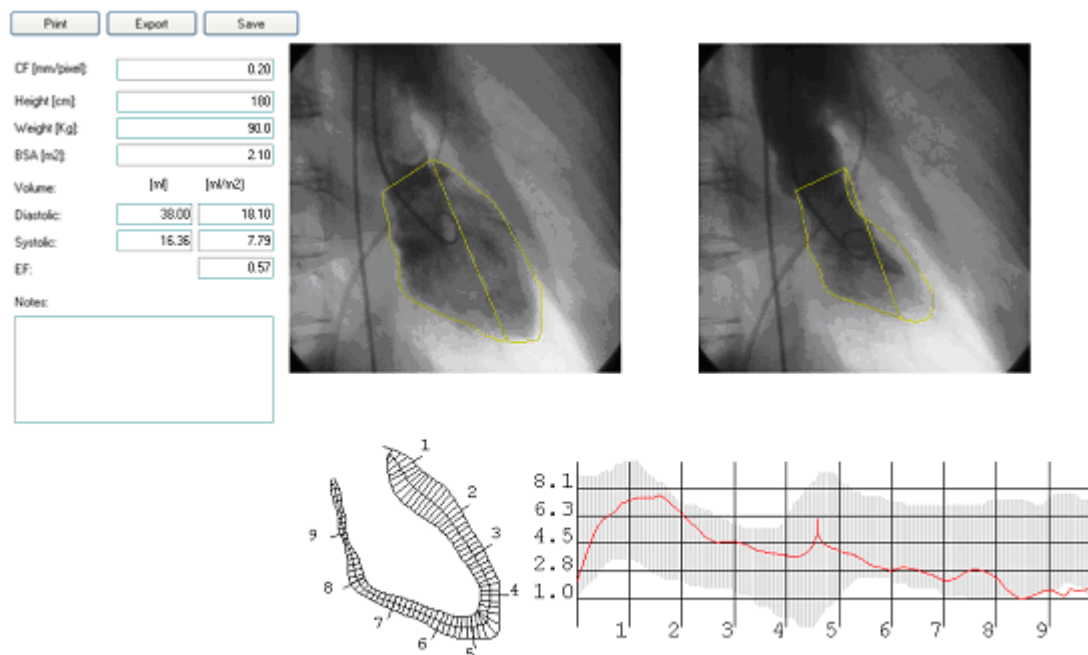 Print Export Save
CF [mm/pixel]: 0.20
Height [cm]: 180
Weight [Kg]: 90.0
BSA [m2]: 2.10
Volume: [ml] [ml/m2]
Diastolic: 38.00 18.10
Systolic: 16.36 7.79
EF: 0.57
Notes:
1
2
3
4
5
6
7
8
9
8.1
6.3
4.5
2.8
1.0
1 2 3 4 5 6 7 8 9